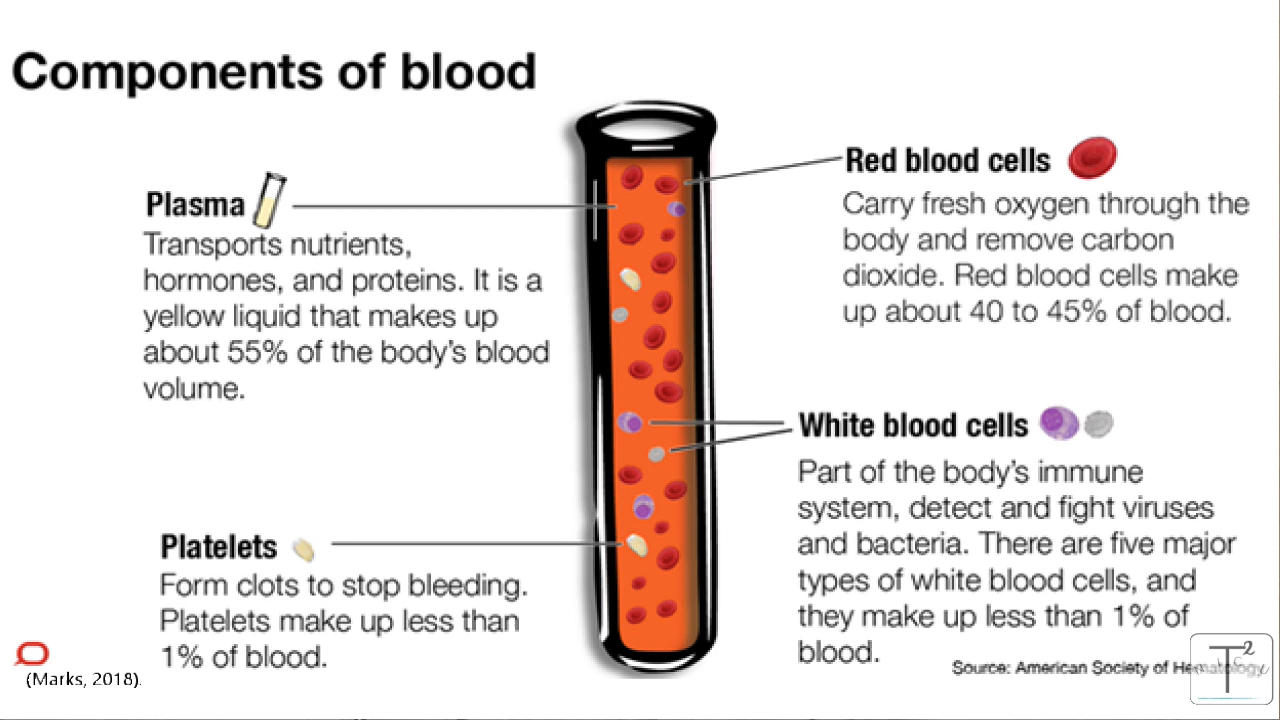 Components of blood
Plasma
Transports nutrients,
hormones, and proteins. It is a
yellow liquid that makes up
about 55% of the body's blood
volume.
Platelets
Form clots to stop bleeding.
Platelets make up less than
1% of blood.
(Marks, 2018).
Red blood cells
Carry fresh oxygen through the
body and remove carbon
dioxide. Red blood cells make
up about 40 to 45% of blood.
White blood cells
Part of the body's immune
system, detect and fight viruses
and bacteria. There are five major
types of white blood cells, and
they make up less than 1% of
blood.
Source: American Society of Hematology
T2